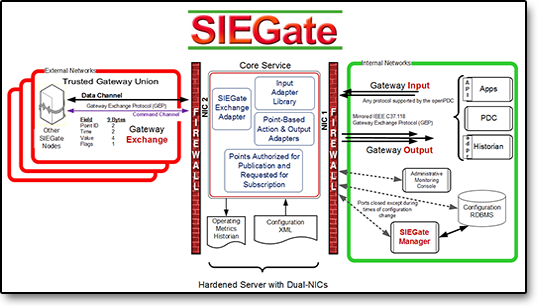 SIEGate
External Networks
Trusted Gateway Union
Data Channel
Gateway Exchange Protocol (GEP)
Command Channel
Field Bytes
Point ID 2
Time
Value 4
Flags 1
Gateway
Exchange
Other
SIEGate
Nodes
NIC 2
FIREWALL
Core Service
SIEGate
Exchange
Adapter
Input
Adapter
Library
Point-Based
Action & Output
Adapters
Points Authorized for
Publication and
Requested for
Subscription
Operating
Metrics
Historian
Configuration
XML
Hardened Server with Dual-NICs
NIC 1
FIREWALL
Internal Networks
Gateway Input
Any protocol supported by the openPDC
Mirrored IEEE C37.118
Gateway Exchange Protocol (GEP)
Gateway Output
Apps
PDC
Historian
Administrative
Monitoring
Console
Ports closed except during
times of configuration
change
Configuration
RDBMS
SIEGate
Manager